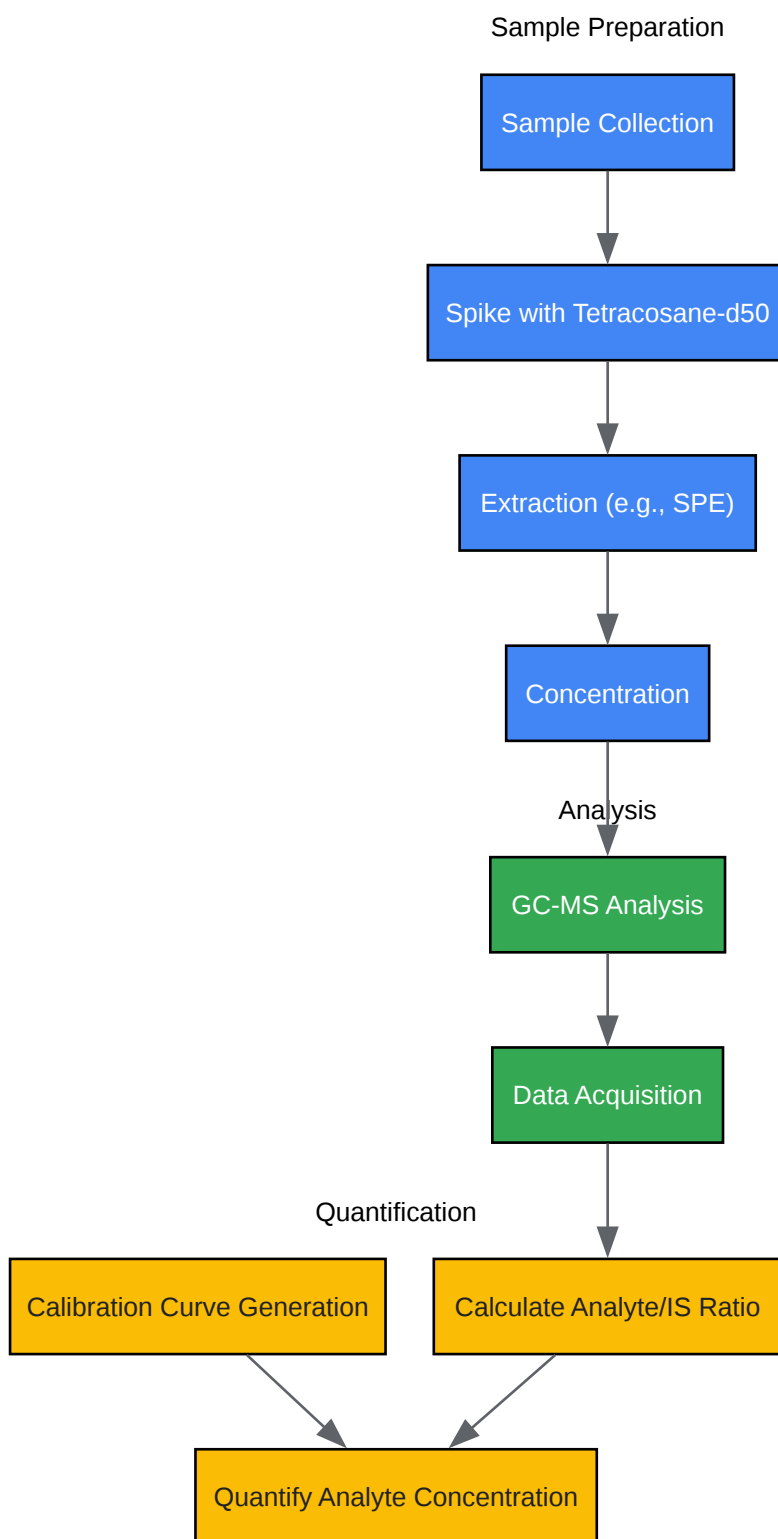 Sample Preparation
Sample Collection
Spike with Tetracosane-d50
Extraction (e.g., SPE)
Concentration
Analysis
GC-MS Analysis
Data Acquisition
Quantification
Calibration Curve Generation
Calculate Analyte/IS Ratio
Quantify Analyte Concentration